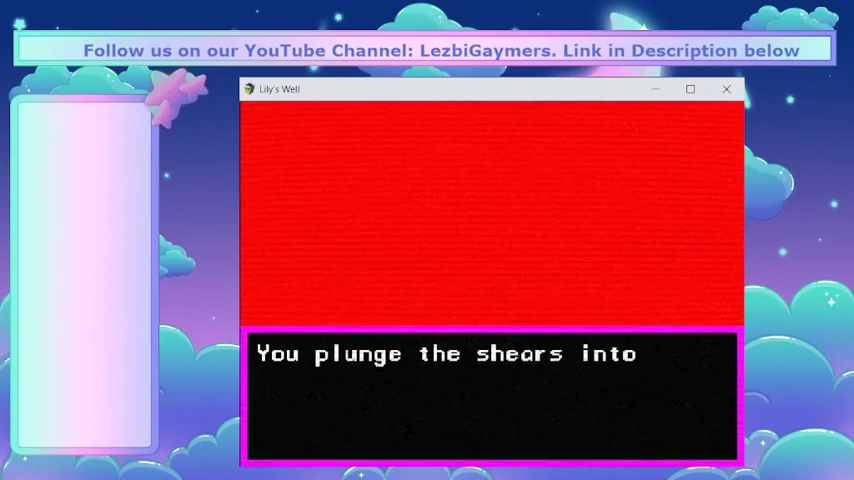 Follow us on our YouTube Channel: LezbiGaymers. Link in Description below
Lily's Well
You plunge the shears into